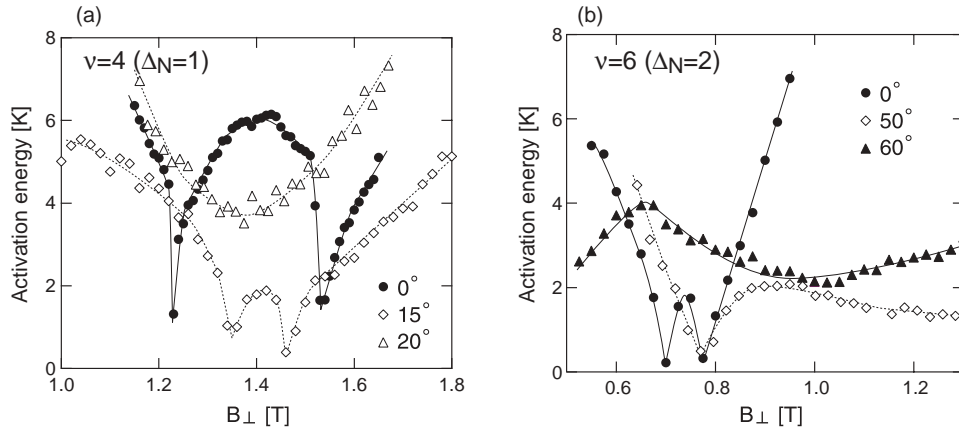 (a)
ν=4 (Δ_N=1)
8
6
4
2
0
Activation energy [K]
1.0 1.2 1.4 1.6 1.8
B⊥ [T]
0°
15°
20°
(b)
ν=6 (Δ_N=2)
8
6
4
2
0
Activation energy [K]
0.6 0.8 1.0 1.2
B⊥ [T]
0°
50°
60°